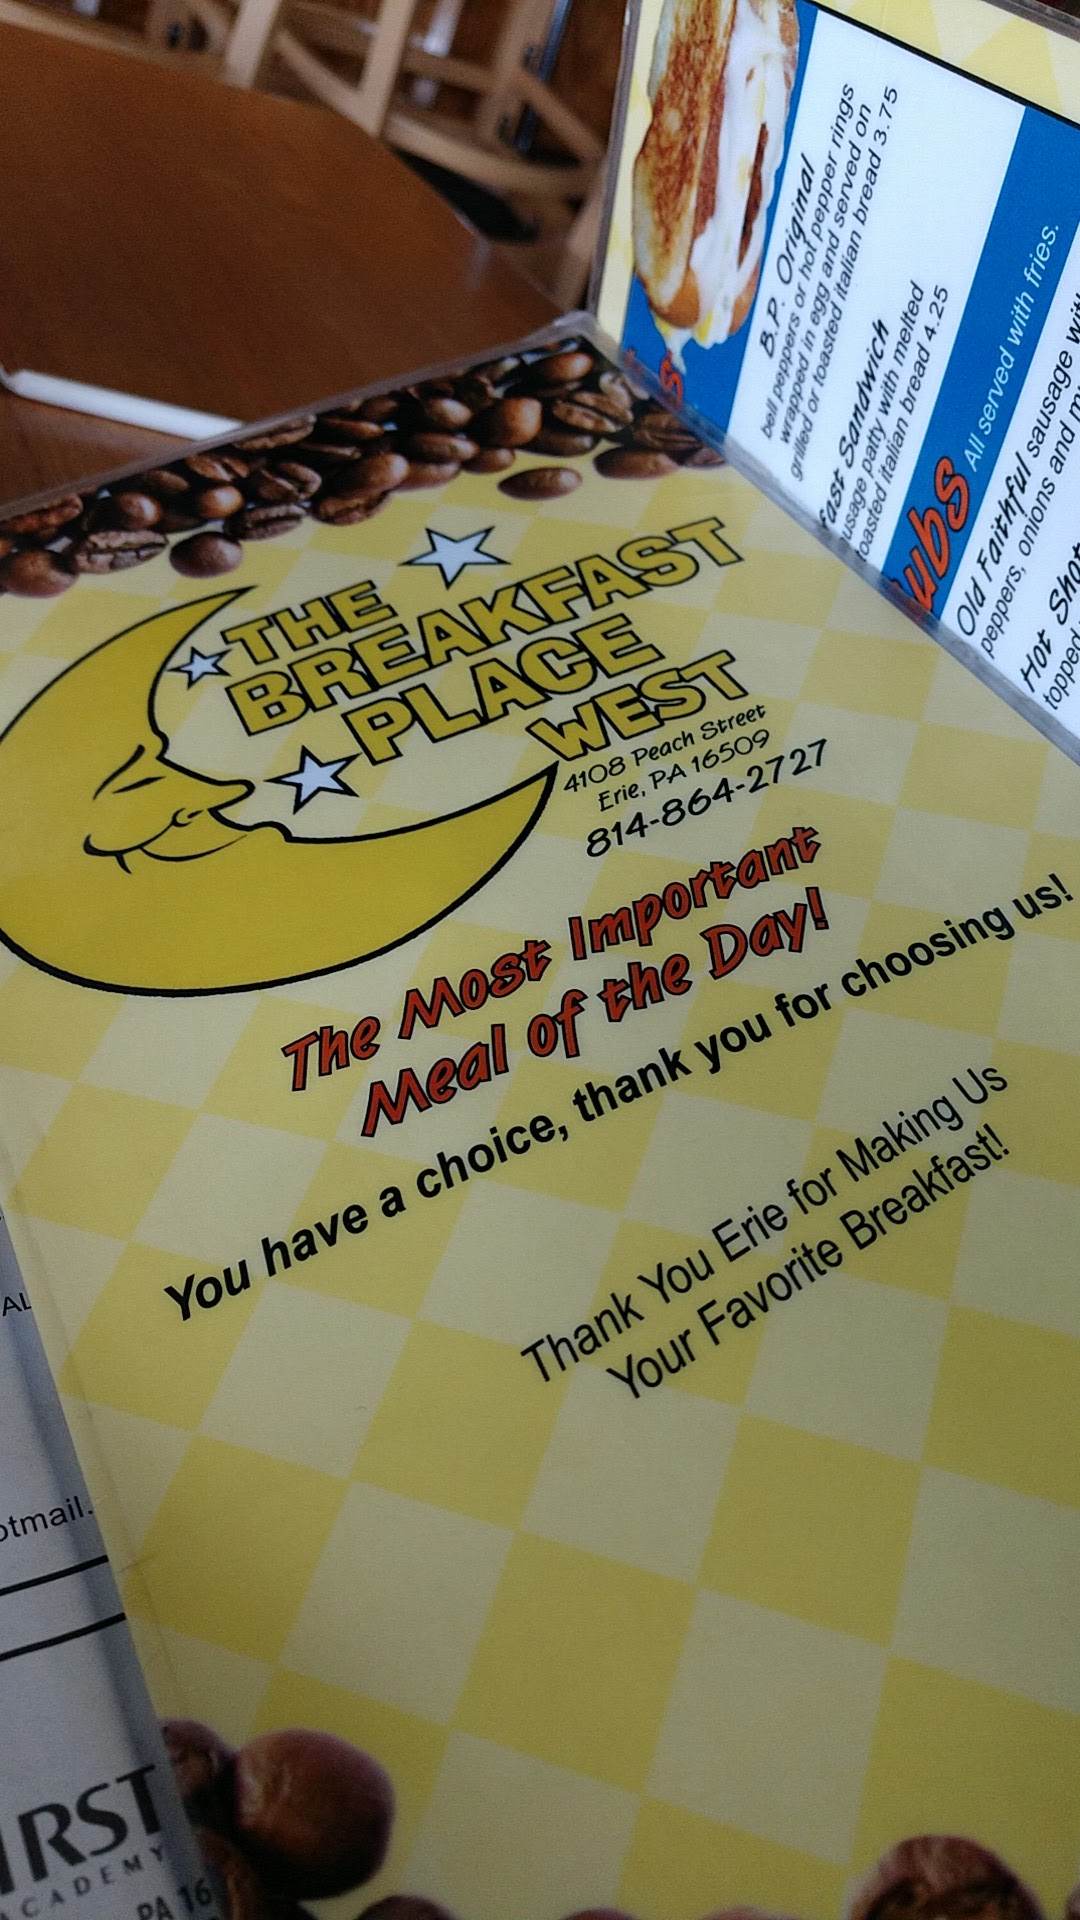 THE
BREAKFAST
PLACE
WEST
4108 Peach Street
Erie, PA 16509
814-864-2727
The Most Important
Meal of the Day!
You have a choice, thank you for choosing us!
Thank You Erie for Making Us
Your Favorite Breakfast!
B.P. Original
bell peppers or hot pepper rings
wrapped in egg and served on
grilled or toasted italian bread 3.75
fast Sandwich
usage patty with melted
oasted italian bread 4.25
ubs All served with fries.
Old Faithful sausage with
peppers, onions and m
Hot Shot
topped
AL
otmail.
IRST
ACADEMY
PA 16